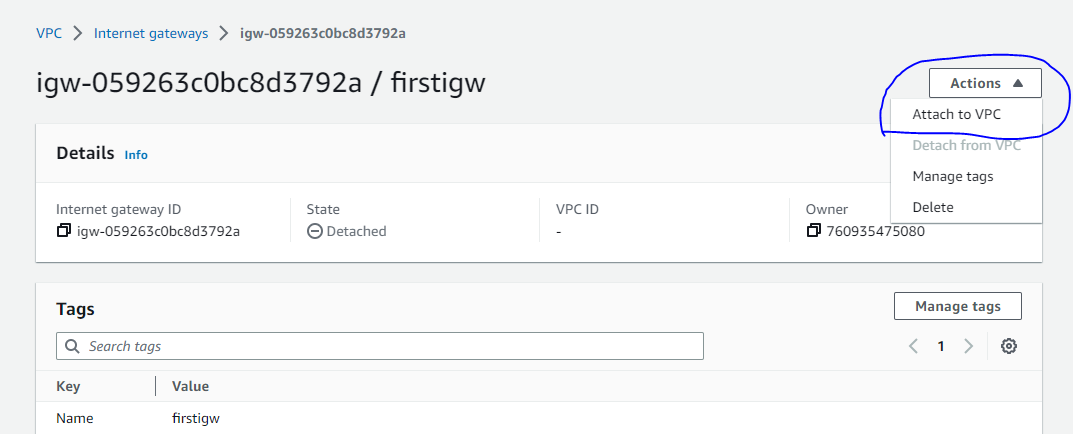 VPC > Internet gateways > igw-059263c0bc8d3792a
igw-059263c0bc8d3792a / firstigw
Actions
Attach to VPC
Detach from VPC
Manage tags
Delete
Details Info
Internet gateway ID
igw-059263c0bc8d3792a
State
Detached
VPC ID
-
Owner
760935475080
Tags
Manage tags
Search tags
1
Key Value
Name firstigw